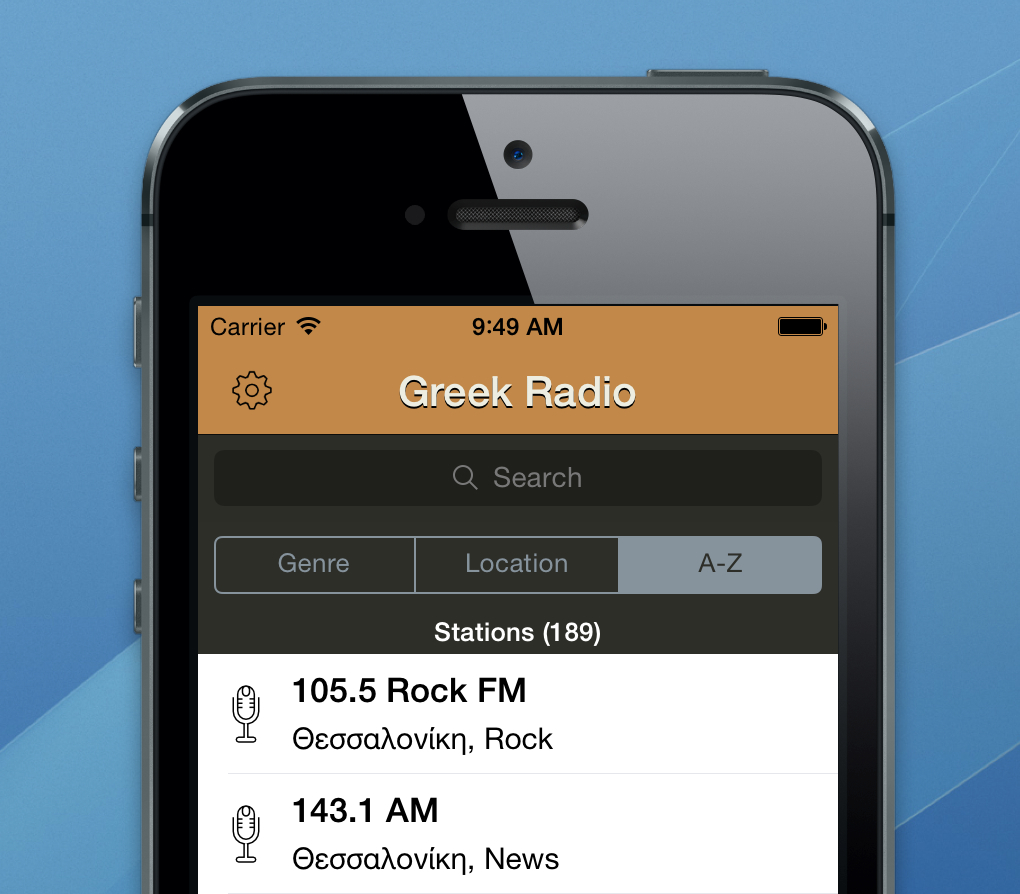 Carrier 9:49 AM
Greek Radio
Search
Genre Location A-Z
Stations (189)
105.5 Rock FM
Θεσσαλονίκη, Rock
143.1 AM
Θεσσαλονίκη, News